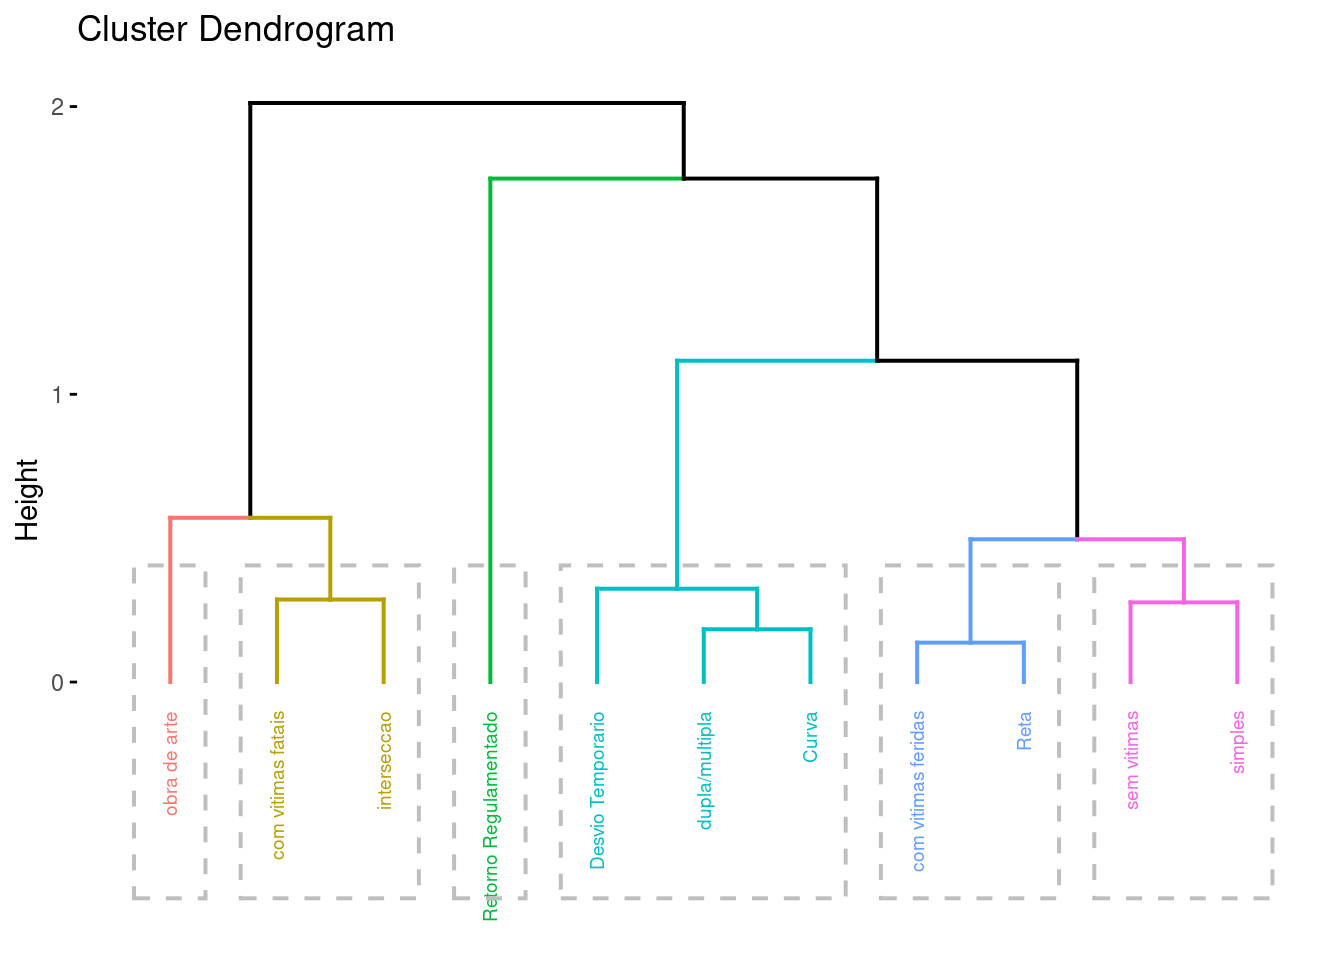 Cluster Dendrogram
Height
2
1
0
obra de arte
com vitimas fatais
interseccao
Retorno Regulamentado
Desvio Temporario
dupla/multipla
Curva
com vitimas feridas
Reta
sem vitimas
simples